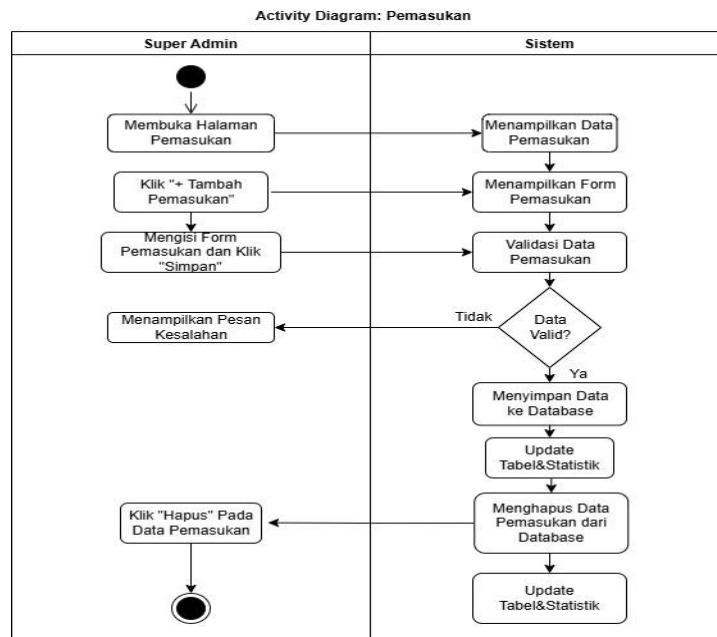 Activity Diagram: Pemasukan
Super Admin
Sistem
Membuka Halaman
Pemasukan
Menampilkan Data
Pemasukan
Klik "+ Tambah
Pemasukan"
Menampilkan Form
Pemasukan
Mengisi Form
Pemasukan dan Klik
"Simpan"
Validasi Data
Pemasukan
Menampilkan Pesan
Kesalahan
Tidak
Data
Valid?
Ya
Menyimpan Data
ke Database
Update
Tabel&Statistik
Klik "Hapus" Pada
Data Pemasukan
Menghapus Data
Pemasukan dari
Database
Update
Tabel&Statistik